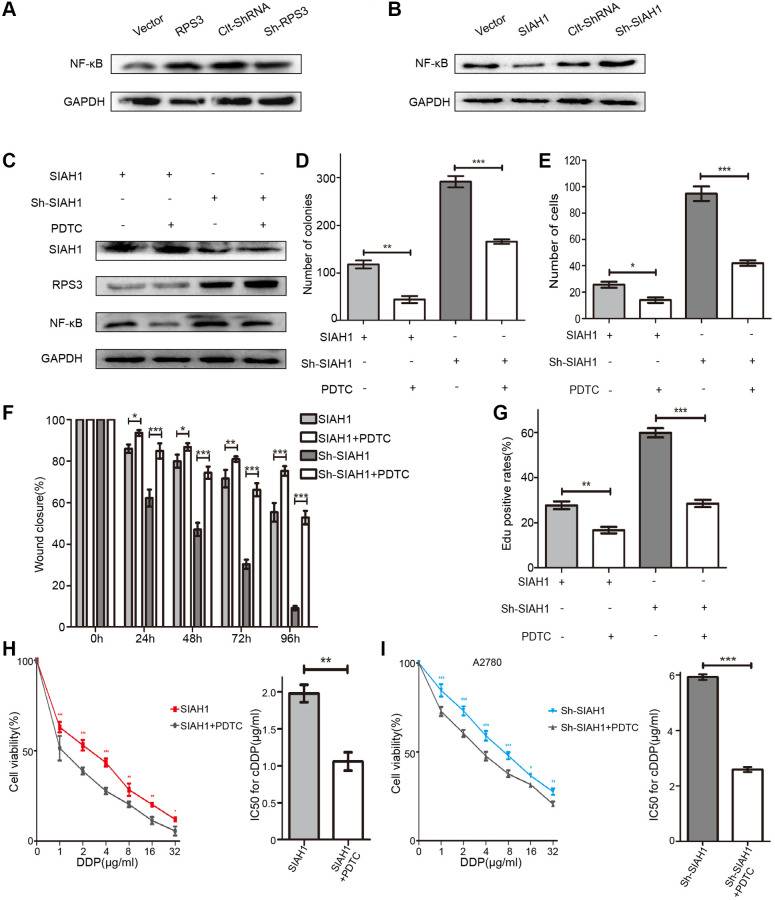 A
Vector RPS3 Clt-ShRNA Sh-RPS3
NF-κB
GAPDH
B
Vector SIAH1 Clt-ShRNA Sh-SIAH1
NF-κB
GAPDH
C
SIAH1 + + - -
Sh-SIAH1 - - + +
PDTC - + - +
SIAH1
RPS3
NF-κB
GAPDH
D
Number of colonies
300
200
100
0
** ***
SIAH1 + + - -
Sh-SIAH1 - - + +
PDTC - + - +
E
Number of cells
120
100
80
60
40
20
0
* ***
SIAH1 + + - -
Sh-SIAH1 - - + +
PDTC - + - +
F
Wound closure(%)
100
80
60
40
20
0
* *** * *** ** *** *** ***
0h 24h 48h 72h 96h
SIAH1
SIAH1+PDTC
Sh-SIAH1
Sh-SIAH1+PDTC
G
Edu positive rates(%)
60
40
20
0
** ***
SIAH1 + + - -
Sh-SIAH1 - - + +
PDTC - + - +
H
Cell viability(%)
100
50
0
0 1 2 4 8 16 32
DDP(μg/ml)
SIAH1
SIAH1+PDTC
IC50 for cDDP(μg/ml)
2.0
1.0
0.0
**
SIAH1
SIAH1
+PDTC
I
A2780
Cell viability(%)
100
50
0
0 1 2 4 8 16 32
DDP(μg/ml)
Sh-SIAH1
Sh-SIAH1+PDTC
IC50 for cDDP(μg/ml)
6
4
2
0
***
Sh-SIAH1
Sh-SIAH1
+PDTC